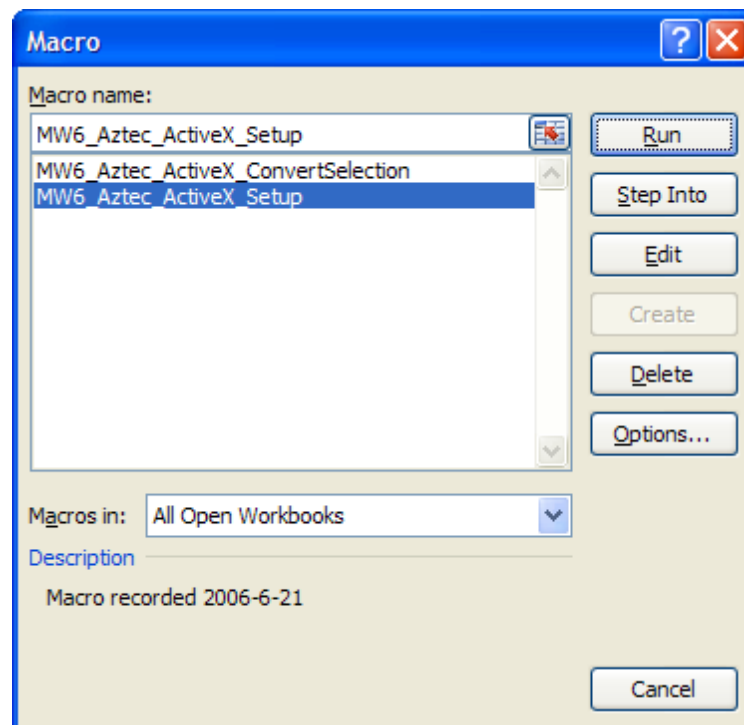 Macro
Macro name:
MW6_Aztec_ActiveX_Setup
MW6_Aztec_ActiveX_ConvertSelection
MW6_Aztec_ActiveX_Setup
Run
Step Into
Edit
Create
Delete
Options...
Macros in:
All Open Workbooks
Description
Macro recorded 2006-6-21
Cancel